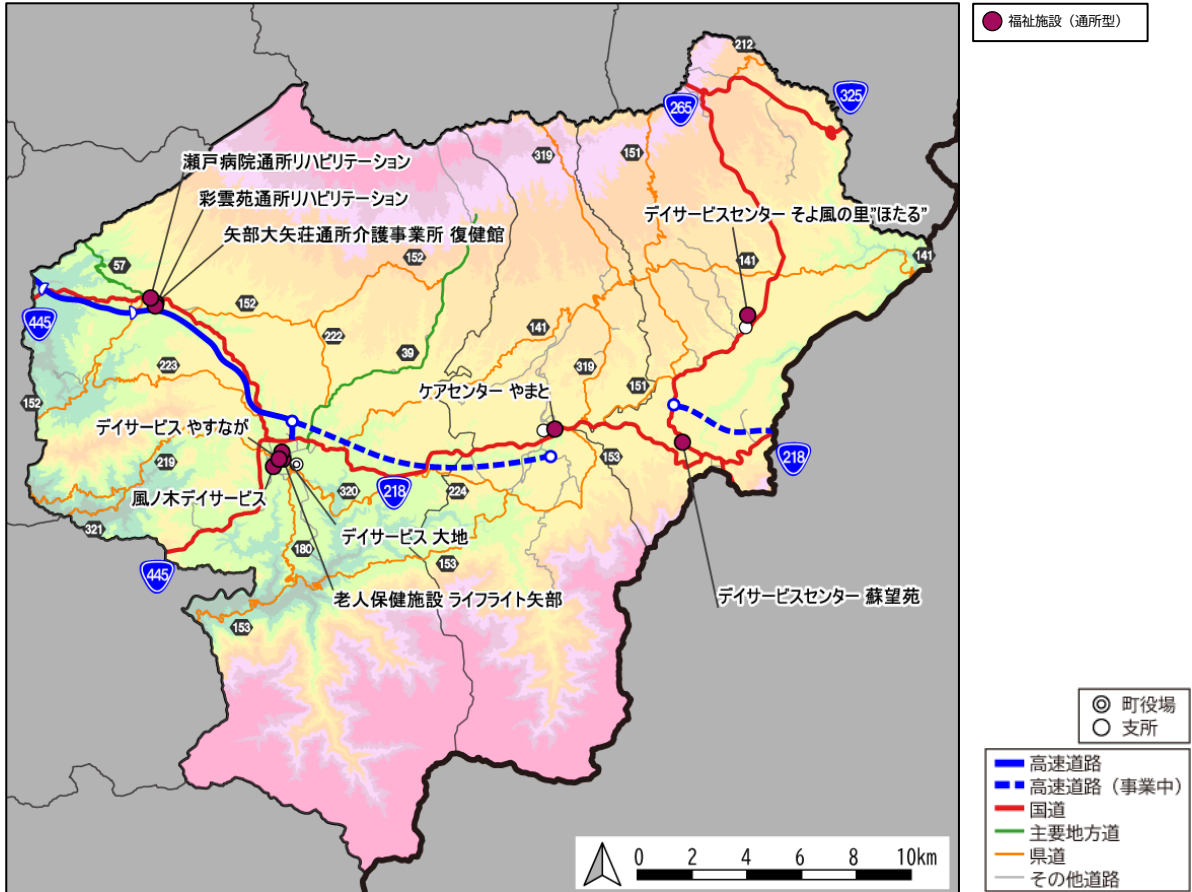 福祉施設（通所型）
212
325
265
瀬戸病院通所リハビリテーション
319
151
彩雲苑通所リハビリテーション
デイサービスセンター そよ風の里"ほたる"
矢部大矢荘通所介護事業所 復健館
57
152
141
141
152
445
222
141
39
223
319
151
152
ケアセンター やまと
デイサービス やすなが
219
153
218
風ノ木デイサービス
320
218
224
321
デイサービス 大地
180
153
445
老人保健施設 ライフライト矢部
デイサービスセンター 蘇望苑
153
町役場
支所
高速道路
高速道路（事業中）
国道
主要地方道
県道
その他道路
0 2 4 6 8 10km